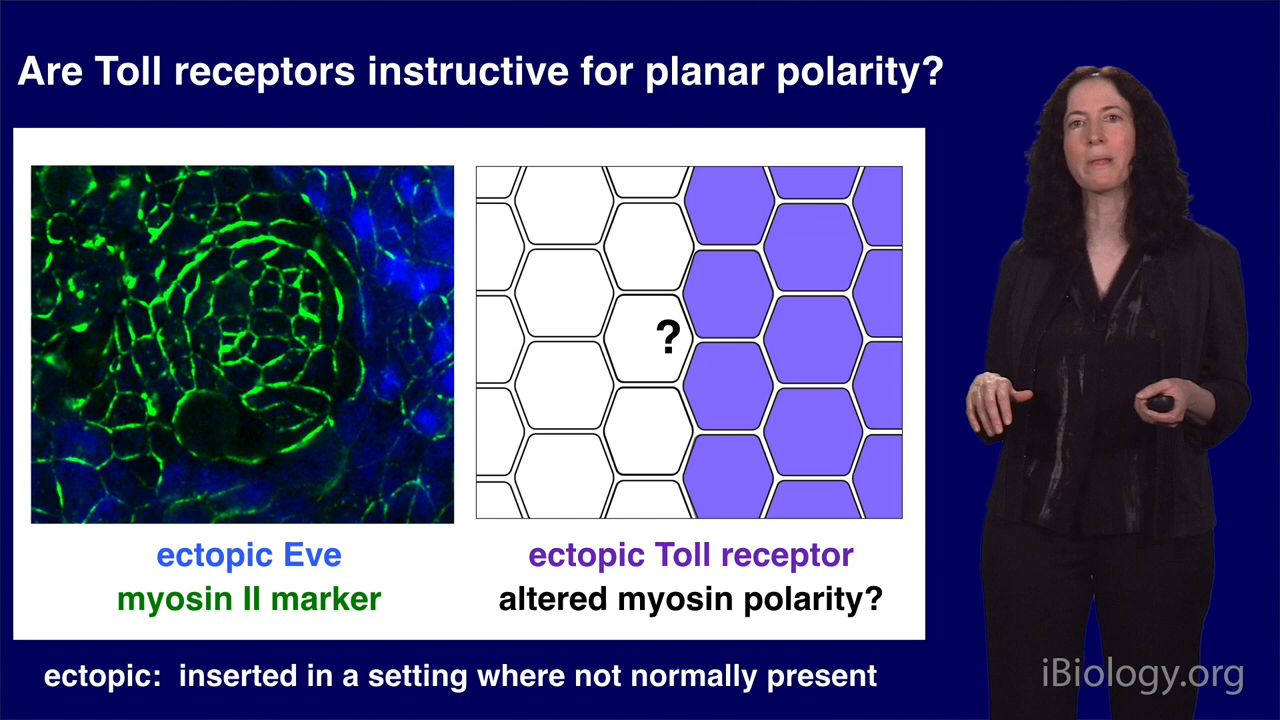 Are Toll receptors instructive for planar polarity?
?
ectopic Eve
myosin II marker
ectopic Toll receptor
altered myosin polarity?
ectopic: inserted in a setting where not normally present
iBiology.org